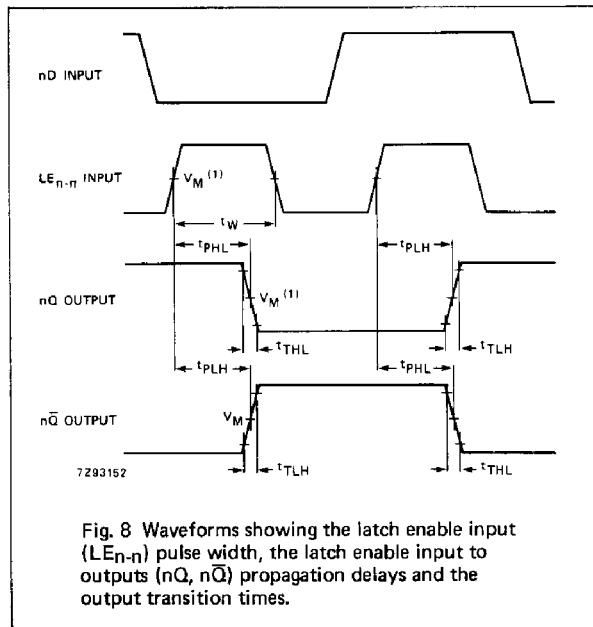 nD INPUT
LEn-n INPUT
VM(1)
tW
tPHL
tPLH
nQ OUTPUT
VM(1)
tTHL
tTLH
tPLH
tPHL
nQ̅ OUTPUT
VM
tTLH
tTHL
7Z93152
Fig. 8 Waveforms showing the latch enable input
(LEn-n) pulse width, the latch enable input to
outputs (nQ, nQ̅) propagation delays and the
output transition times.